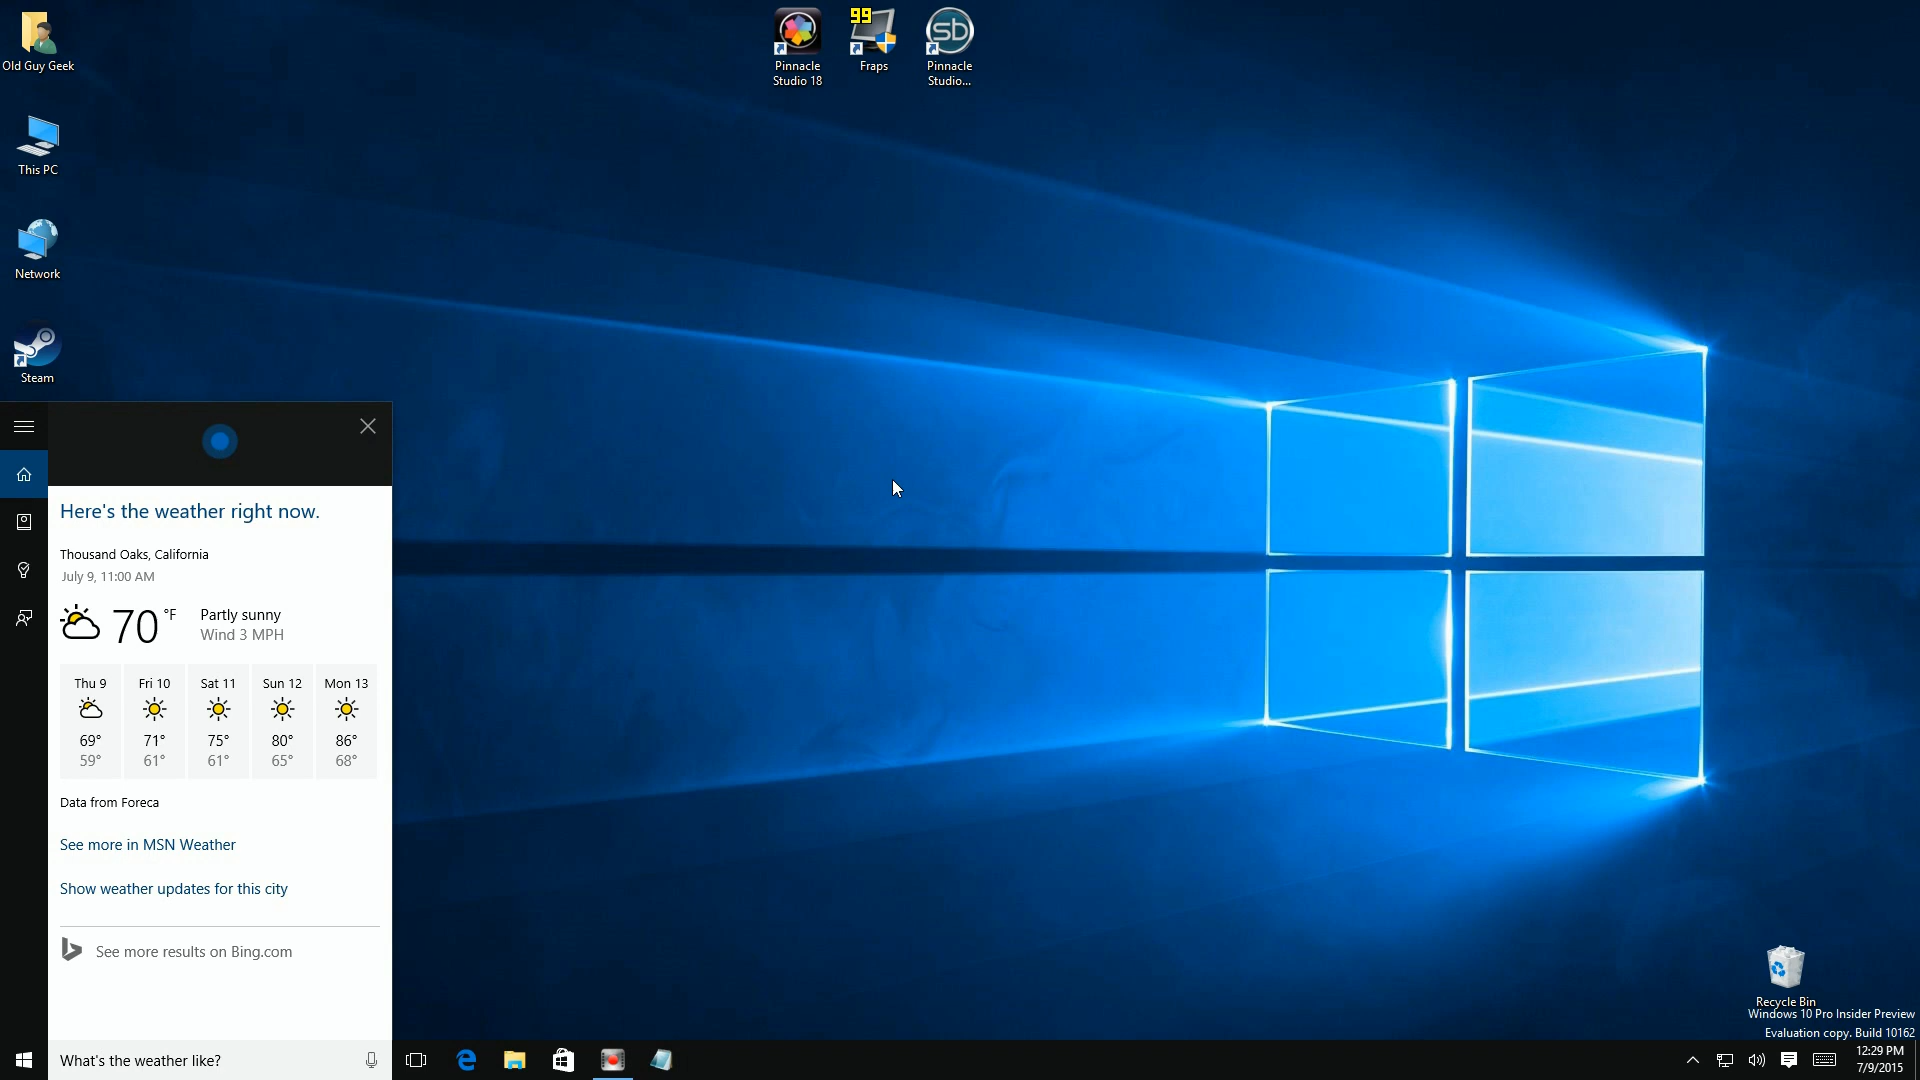 Old Guy Geek
This PC
Network
Steam
Pinnacle
Studio 18
99
Fraps
sb
Pinnacle
Studio...
Here's the weather right now.
Thousand Oaks, California
July 9, 11:00 AM
70 °F
Partly sunny
Wind 3 MPH
Thu 9 Fri 10 Sat 11 Sun 12 Mon 13
69° 71° 75° 80° 86°
59° 61° 61° 65° 68°
Data from Foreca
See more in MSN Weather
Show weather updates for this city
See more results on Bing.com
What's the weather like?
Recycle Bin
Windows 10 Pro Insider Preview
Evaluation copy. Build 10162
12:29 PM
7/9/2015